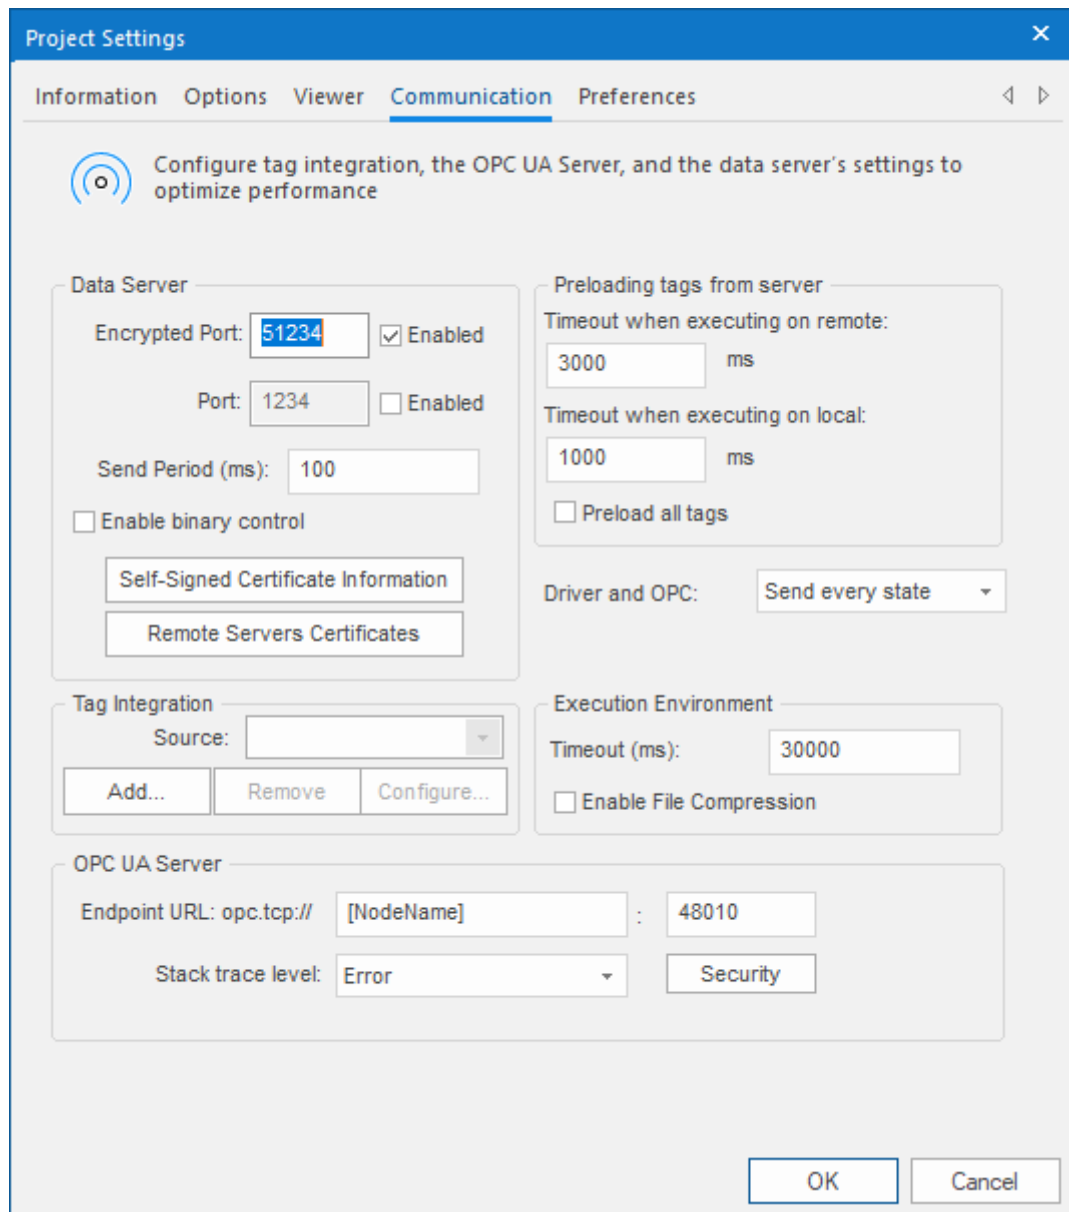 Project Settings
Information Options Viewer Communication Preferences
Configure tag integration, the OPC UA Server, and the data server's settings to
optimize performance
Data Server
Encrypted Port: 51234 Enabled
Port: 1234 Enabled
Send Period (ms): 100
Enable binary control
Self-Signed Certificate Information
Remote Servers Certificates
Preloading tags from server
Timeout when executing on remote:
3000 ms
Timeout when executing on local:
1000 ms
Preload all tags
Driver and OPC: Send every state
Tag Integration
Source:
Add... Remove Configure...
Execution Environment
Timeout (ms): 30000
Enable File Compression
OPC UA Server
Endpoint URL: opc.tcp:// [NodeName] : 48010
Stack trace level: Error Security
OK Cancel